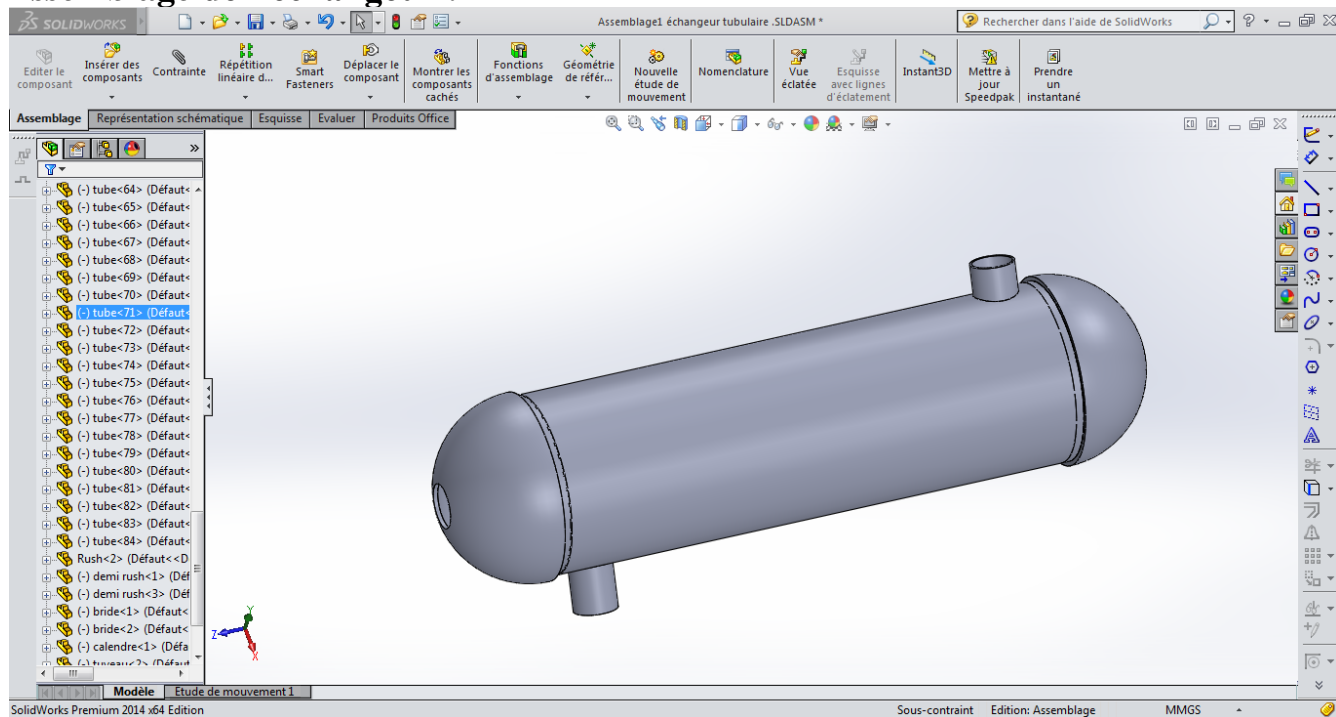 SOLIDWORKS
Assemblage1 échangeur tubulaire .SLDASM *
Rechercher dans l'aide de SolidWorks
Editer le composant
Insérer des composants
Contrainte
Répétition linéaire d...
Smart Fasteners
Déplacer le composant
Montrer les composants cachés
Fonctions d'assemblage
Géométrie de référ...
Nouvelle étude de mouvement
Nomenclature
Vue éclatée
Esquisse avec lignes d'éclatement
Instant3D
Mettre à jour Speedpak
Prendre un instantané
Assemblage
Représentation schématique
Esquisse
Evaluer
Produits Office
(-) tube<64> (Défaut<
(-) tube<65> (Défaut<
(-) tube<66> (Défaut<
(-) tube<67> (Défaut<
(-) tube<68> (Défaut<
(-) tube<69> (Défaut<
(-) tube<70> (Défaut<
(-) tube<71> (Défaut<
(-) tube<72> (Défaut<
(-) tube<73> (Défaut<
(-) tube<74> (Défaut<
(-) tube<75> (Défaut<
(-) tube<76> (Défaut<
(-) tube<77> (Défaut<
(-) tube<78> (Défaut<
(-) tube<79> (Défaut<
(-) tube<80> (Défaut<
(-) tube<81> (Défaut<
(-) tube<82> (Défaut<
(-) tube<83> (Défaut<
(-) tube<84> (Défaut<
Rush<2> (Défaut<<D
(-) demi rush<1> (Déf
(-) demi rush<3> (Déf
(-) bride<1> (Défaut<
(-) bride<2> (Défaut<
(-) calendre<1> (Défa
Y
Z
X
Modèle
Etude de mouvement 1
SolidWorks Premium 2014 x64 Edition
Sous-contraint
Edition: Assemblage
MMGS